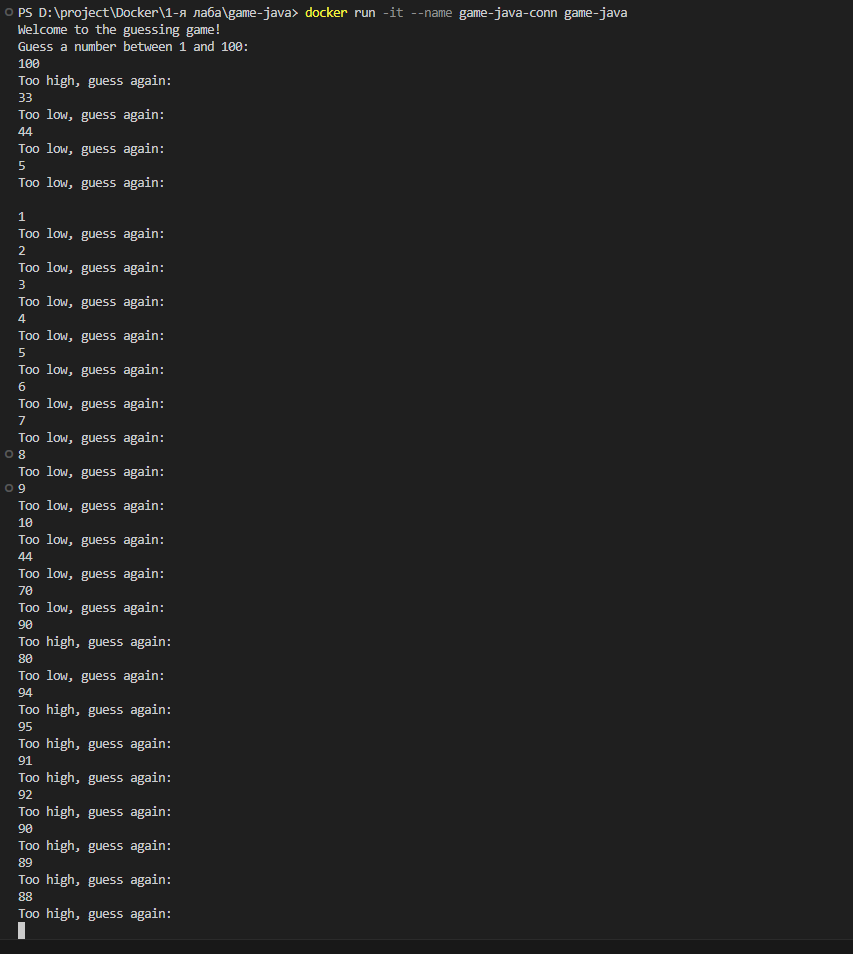 PS D:\project\Docker\1-я лаба\game-java> docker run -it --name game-java-conn game-java
Welcome to the guessing game!
Guess a number between 1 and 100:
100
Too high, guess again:
33
Too low, guess again:
44
Too low, guess again:
5
Too low, guess again:
1
Too low, guess again:
2
Too low, guess again:
3
Too low, guess again:
4
Too low, guess again:
5
Too low, guess again:
6
Too low, guess again:
7
Too low, guess again:
8
Too low, guess again:
9
Too low, guess again:
10
Too low, guess again:
44
Too low, guess again:
70
Too low, guess again:
90
Too high, guess again:
80
Too low, guess again:
94
Too high, guess again:
95
Too high, guess again:
91
Too high, guess again:
92
Too high, guess again:
90
Too high, guess again:
89
Too high, guess again:
88
Too high, guess again: